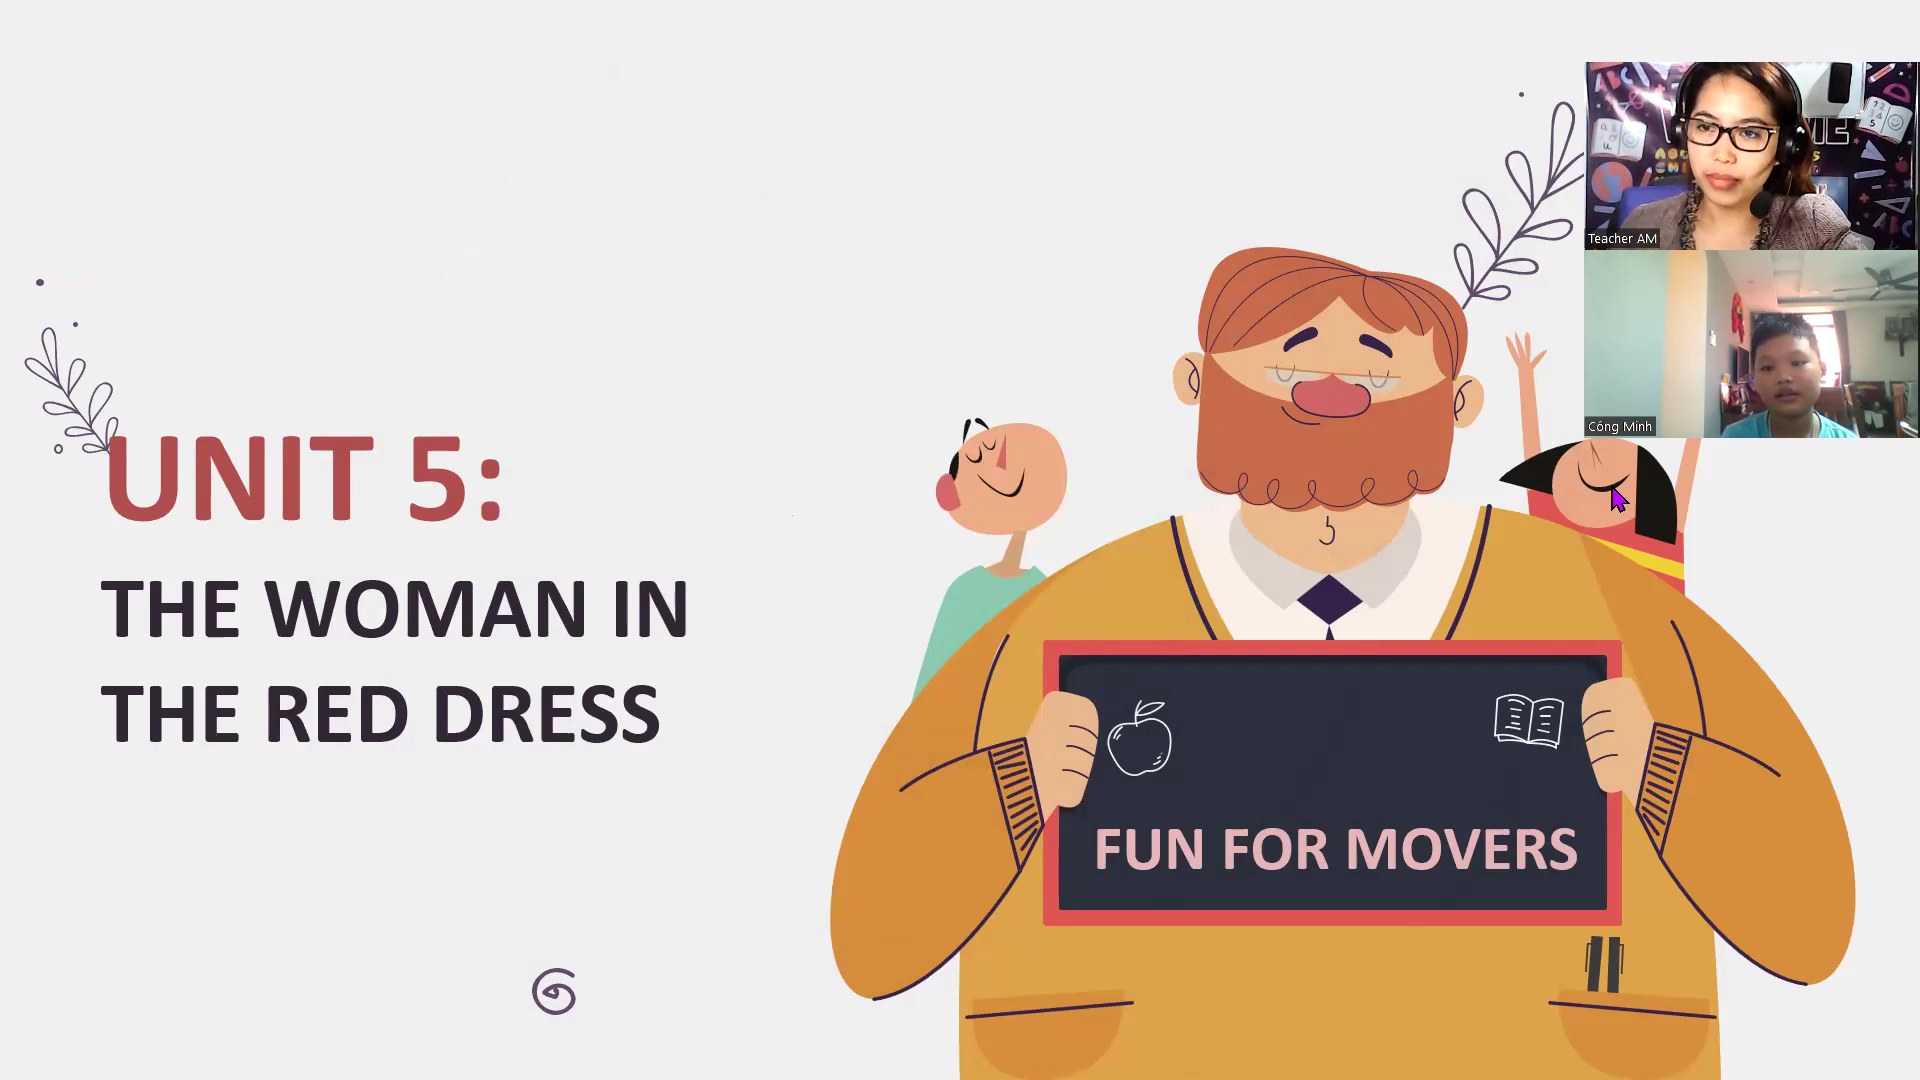 UNIT 5:
THE WOMAN IN
THE RED DRESS
FUN FOR MOVERS
Teacher AM
Công Minh